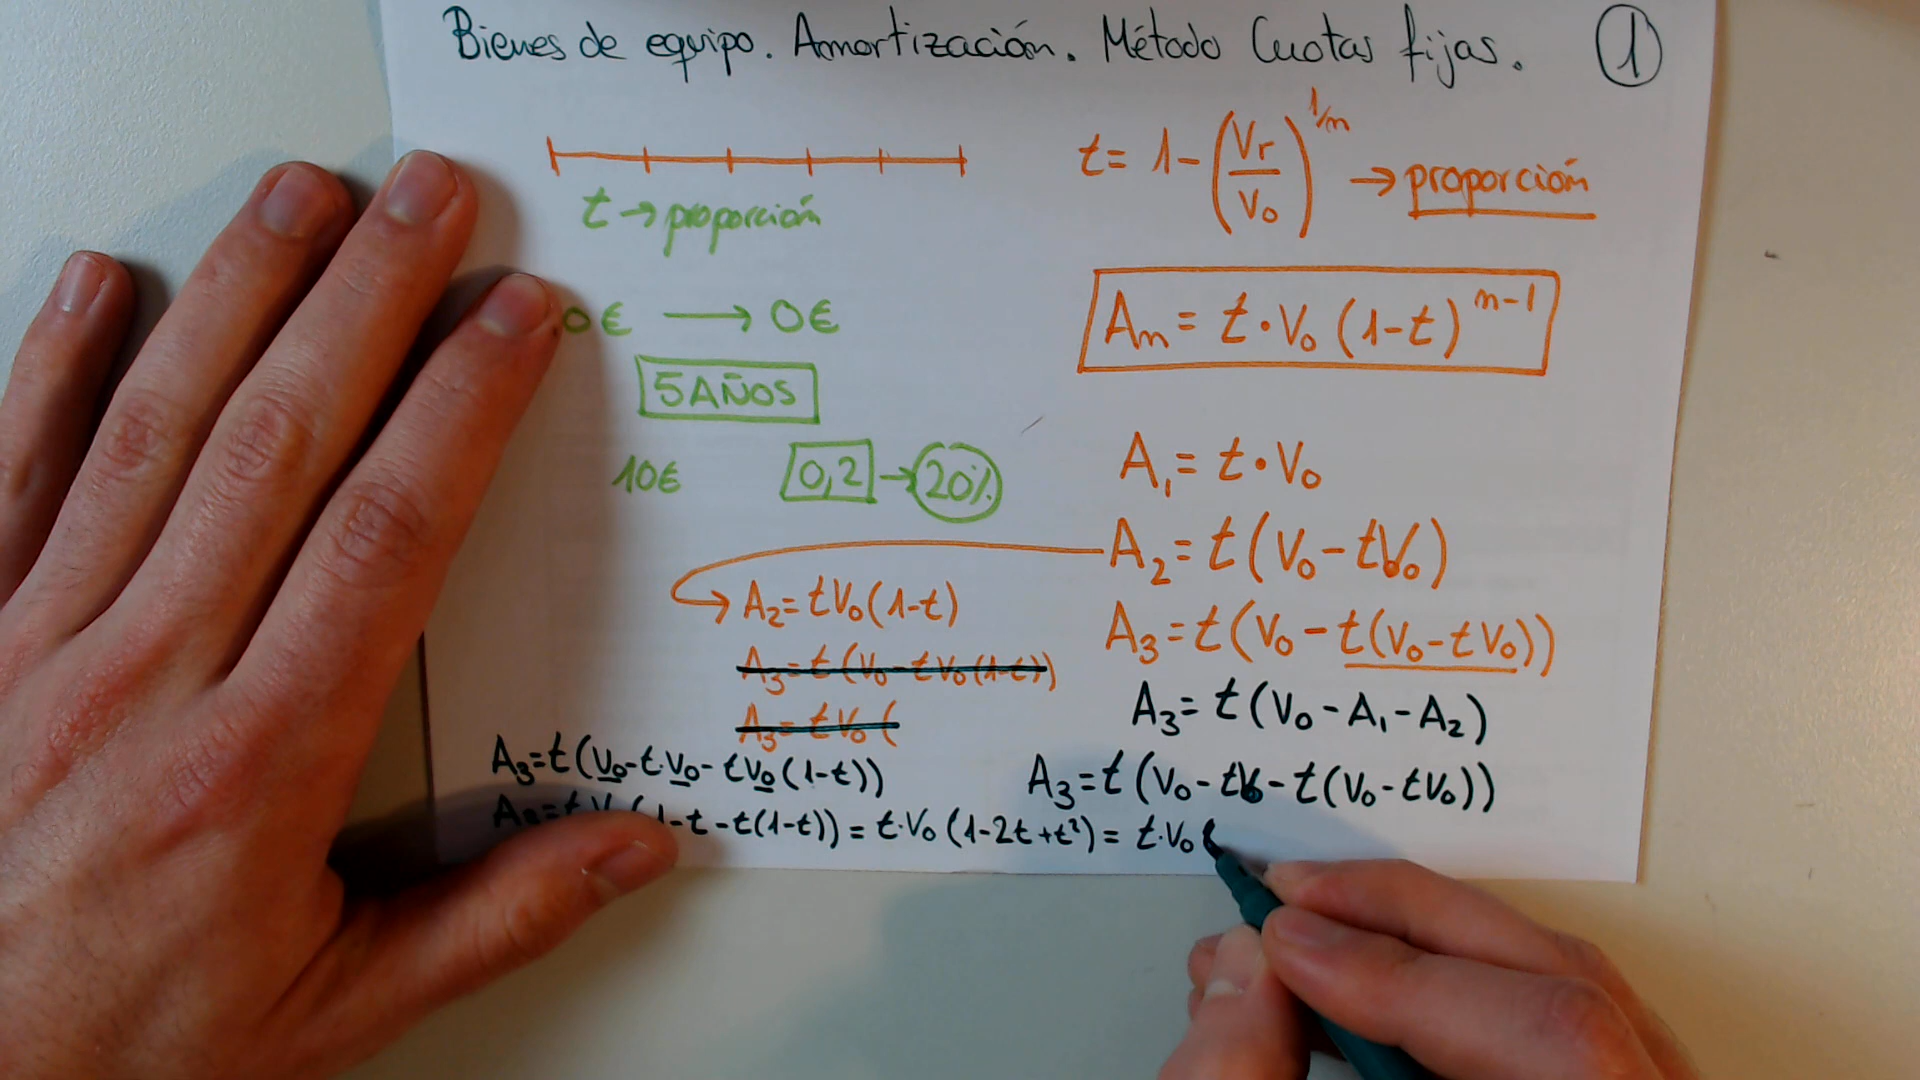 Bienes de equipo. Amortización. Método Cuotas fijas. 1
t → proporción
0€ → 0€
5 AÑOS
10€ 0,2 → 20%
t = 1 - (Vr/V₀)^1/n → proporción
Aₙ = t · V₀ (1-t)^n-1
A₁ = t · V₀
A₂ = t (V₀ - tV₀)
A₃ = t (V₀ - t(V₀ - tV₀))
A₃ = t (V₀ - A₁ - A₂)
A₃ = t (V₀ - tV₀ - t(V₀ - tV₀))
→ A₂ = tV₀(1-t)
A₃ = t (V₀ - tV₀(1-t))
A₃ = tV₀ (
A₃ = t (V₀ - t·V₀ - tV₀(1-t))
1 - t - t(1-t)) = t·V₀ (1-2t+t²) = t·V₀ (